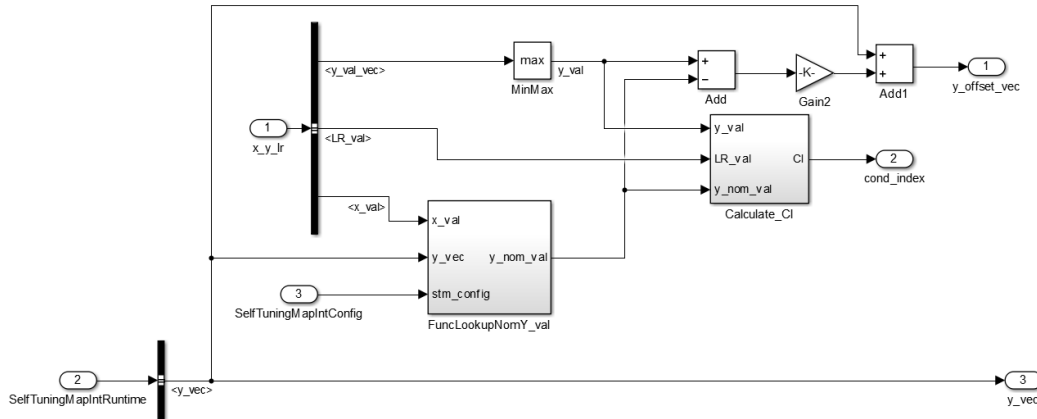 <y_val_vec>
max
y_val
MinMax
+
−
Add
-K-
Gain2
+
+
Add1
1
y_offset_vec
1
x_y_lr
<LR_val>
y_val
LR_val
CI
y_nom_val
Calculate_CI
2
cond_index
<x_val>
x_val
y_vec
y_nom_val
stm_config
FuncLookupNomY_val
3
SelfTuningMapIntConfig
2
SelfTuningMapIntRuntime
<y_vec>
3
y_vec